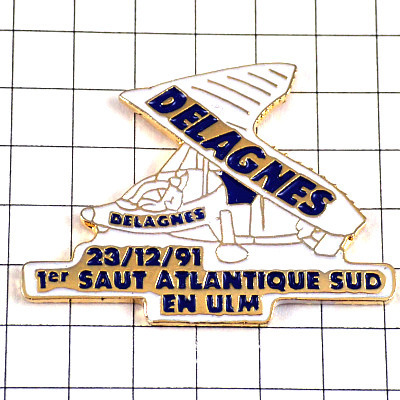 DELAGNES
DELAGNES
23/12/91
1er SAUT ATLANTIQUE SUD
EN ULM